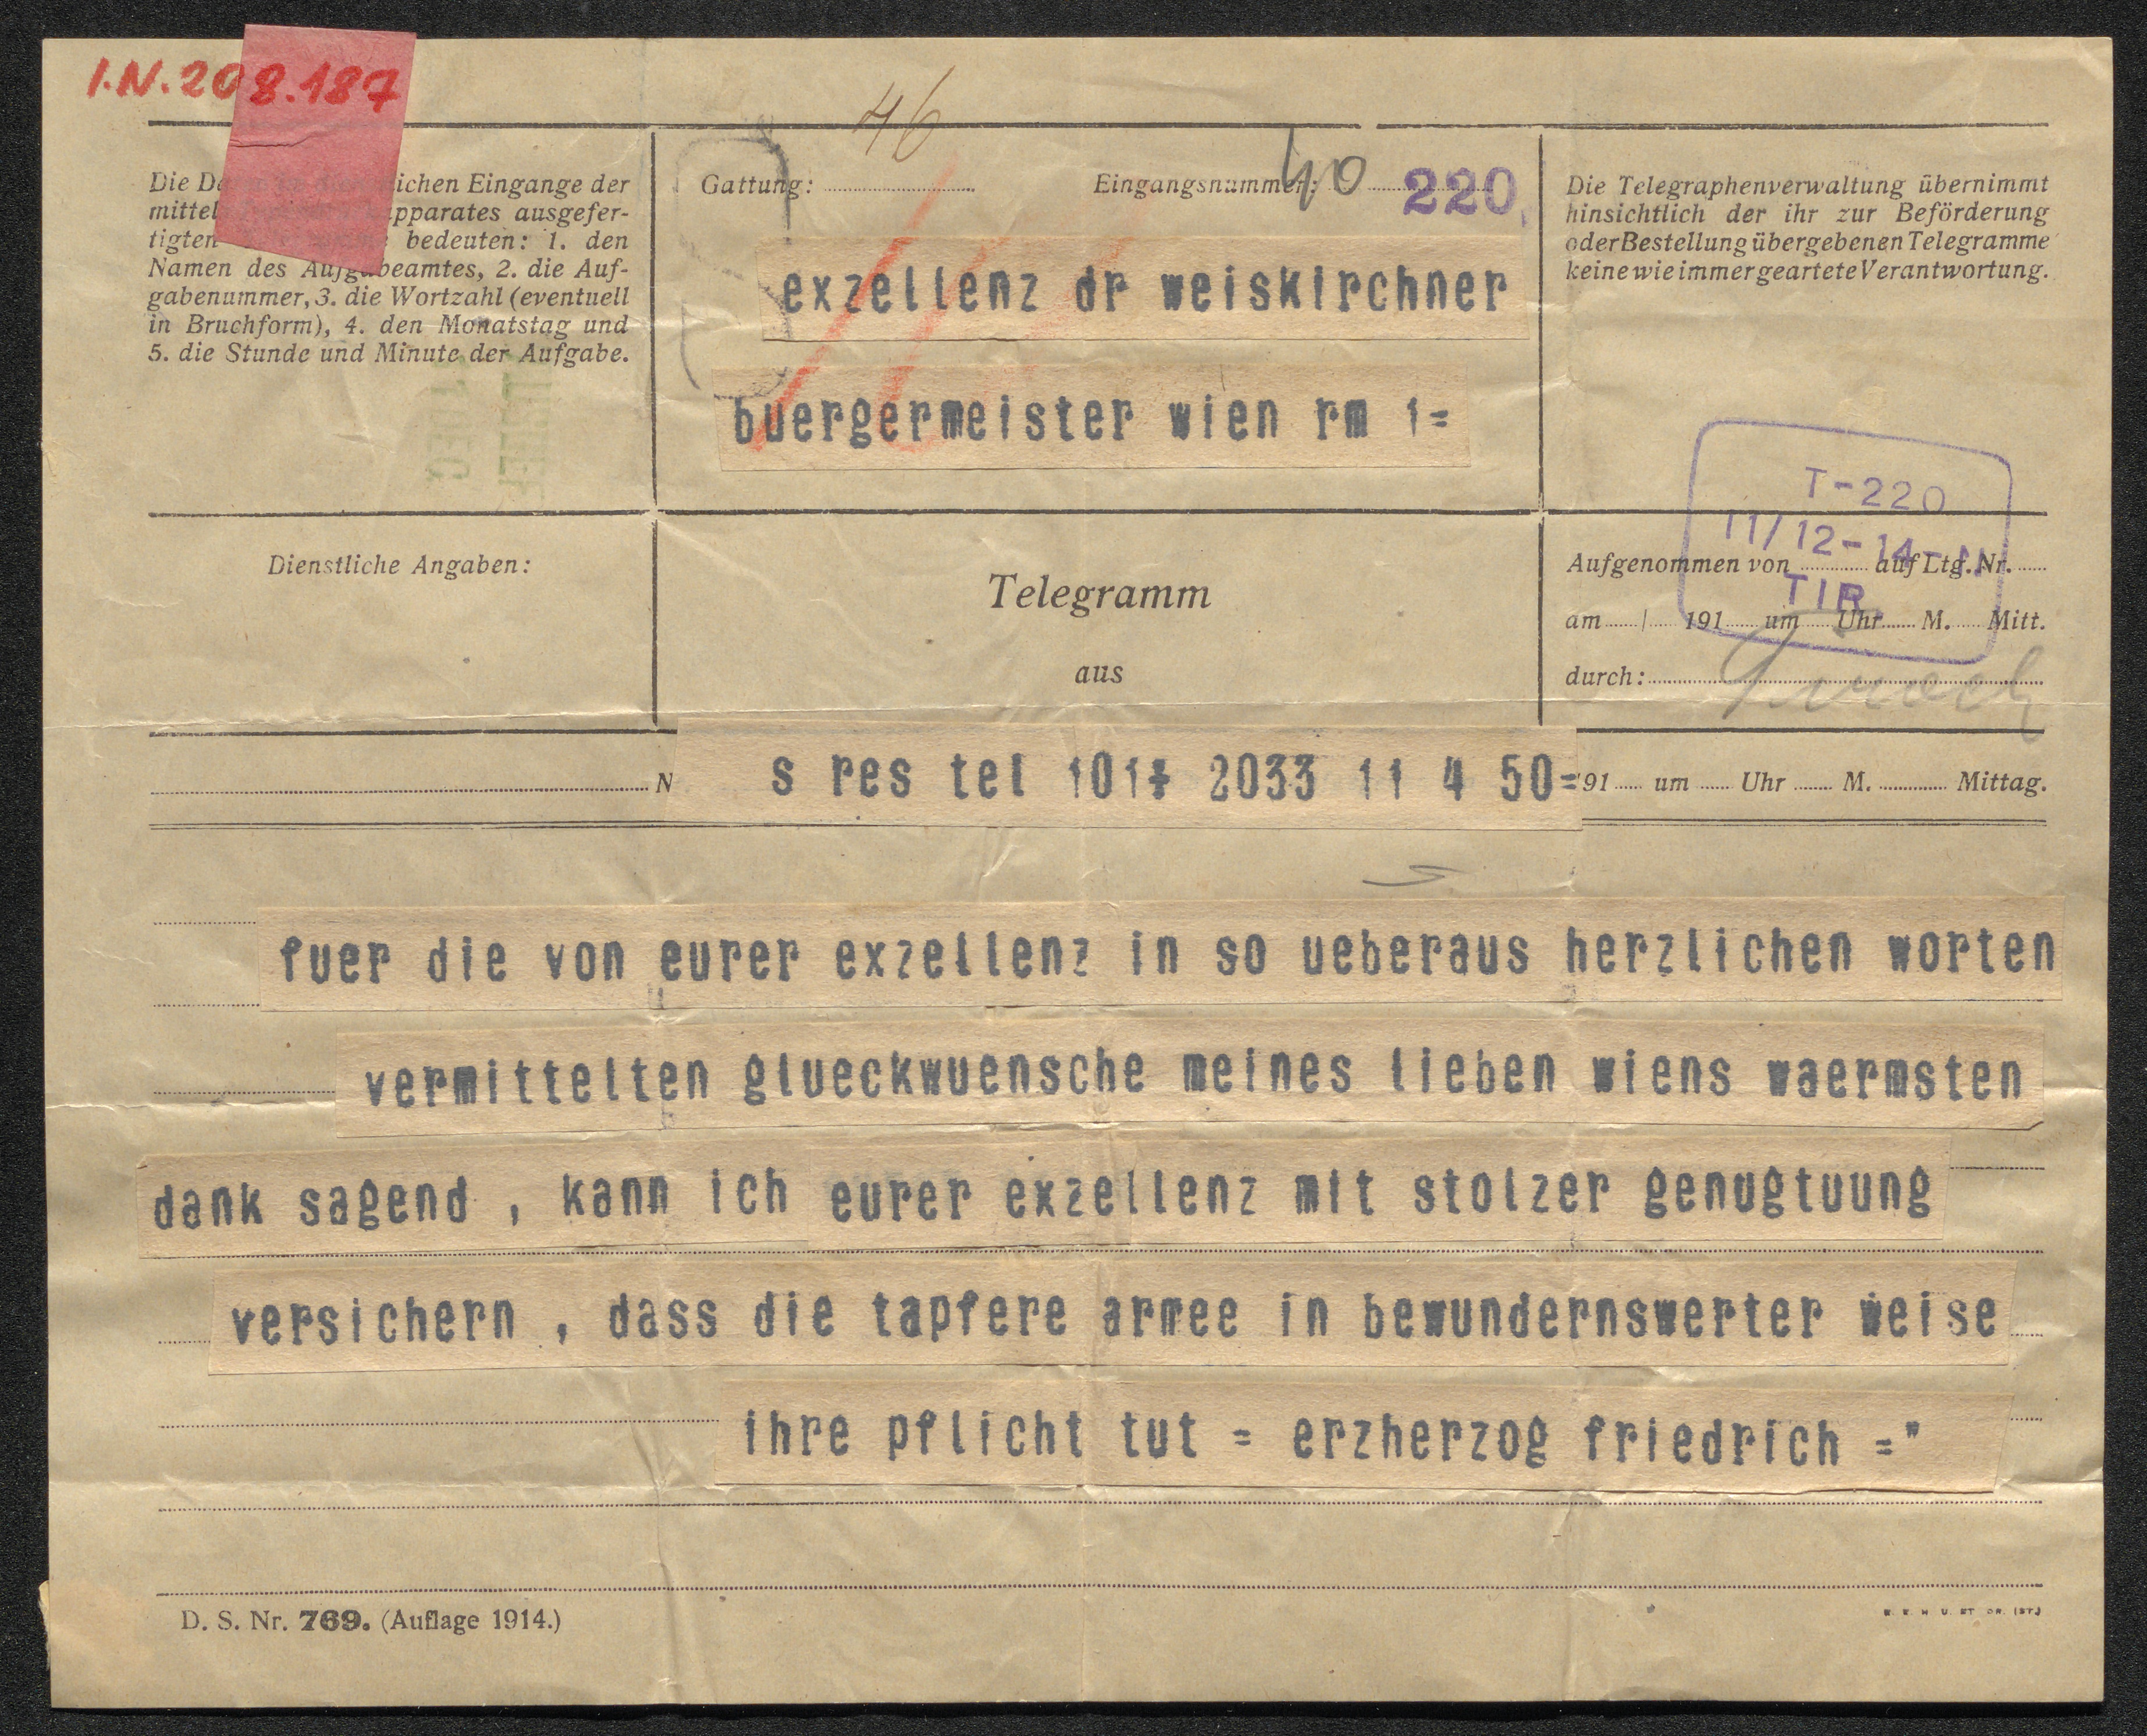 I.N. 208.187
46
Die Da ichen Eingange der
mittel apparates ausgefer-
tigten bedeuten: 1. den
Namen des Aufgabeamtes, 2. die Auf-
gabenummer, 3. die Wortzahl (eventuell
in Bruchform), 4. den Monatstag und
5. die Stunde und Minute der Aufgabe.
Gattung:
Eingangsnummer: 40 220
exzellenz dr weiskirchner
buergermeister wien rm 1=
Die Telegraphenverwaltung übernimmt
hinsichtlich der ihr zur Beförderung
oder Bestellung übergebenen Telegramme
keine wie immer geartete Verantwortung.
T-220
11/12-14-N
TIR
Dienstliche Angaben:
Telegramm
aus
Aufgenommen von auf Ltg. Nr.
am / 191 um Uhr M. Mitt.
durch:
N s res tel 101+ 2033 11 4 50= 191 um Uhr M. Mittag.
fuer die von eurer exzellenz in so ueberaus herzlichen worten
vermittelten glueckwuensche meines lieben wiens waermsten
dank sagend , kann ich eurer exzellenz mit stolzer genugtuung
versichern , dass die tapfere armee in bewundernswerter weise
ihre pflicht tut = erzherzog friedrich ="
D. S. Nr. 769. (Auflage 1914.)